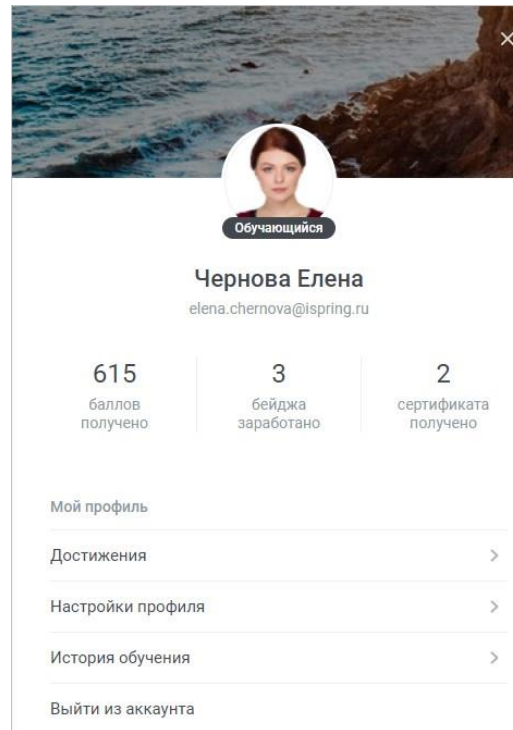 Обучающийся
Чернова Елена
elena.chernova@ispring.ru
615
баллов
получено
3
бейджа
заработано
2
сертификата
получено
Мой профиль
Достижения
Настройки профиля
История обучения
Выйти из аккаунта